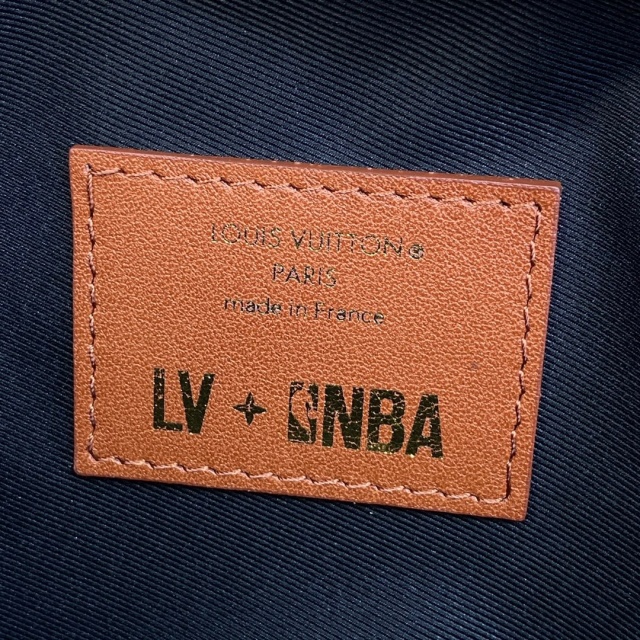 LOUIS VUITTON®
PARIS
made in France
LV + NBA